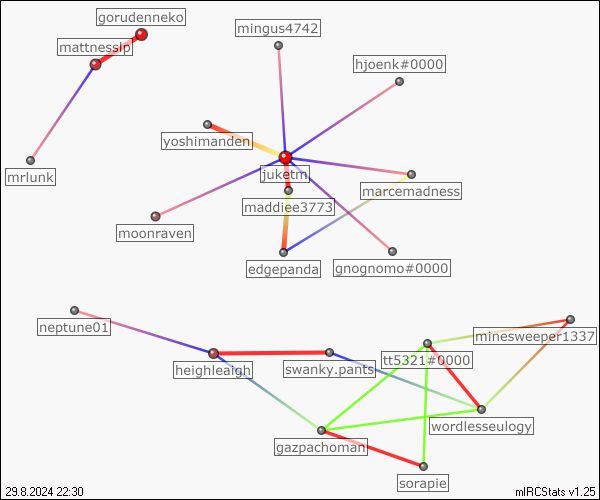 gorudenneko
mingus4742
mattnesslp
hjoenk#0000
yoshimanden
mrlunk
juketm
marcemadness
maddiee3773
moonraven
edgepanda
gnognomo#0000
neptune01
minesweeper1337
heighleaigh
swanky.pants
tt5321#0000
wordlesseulogy
gazpachoman
sorapie
29.8.2024 22:30
mIRCStats v1.25